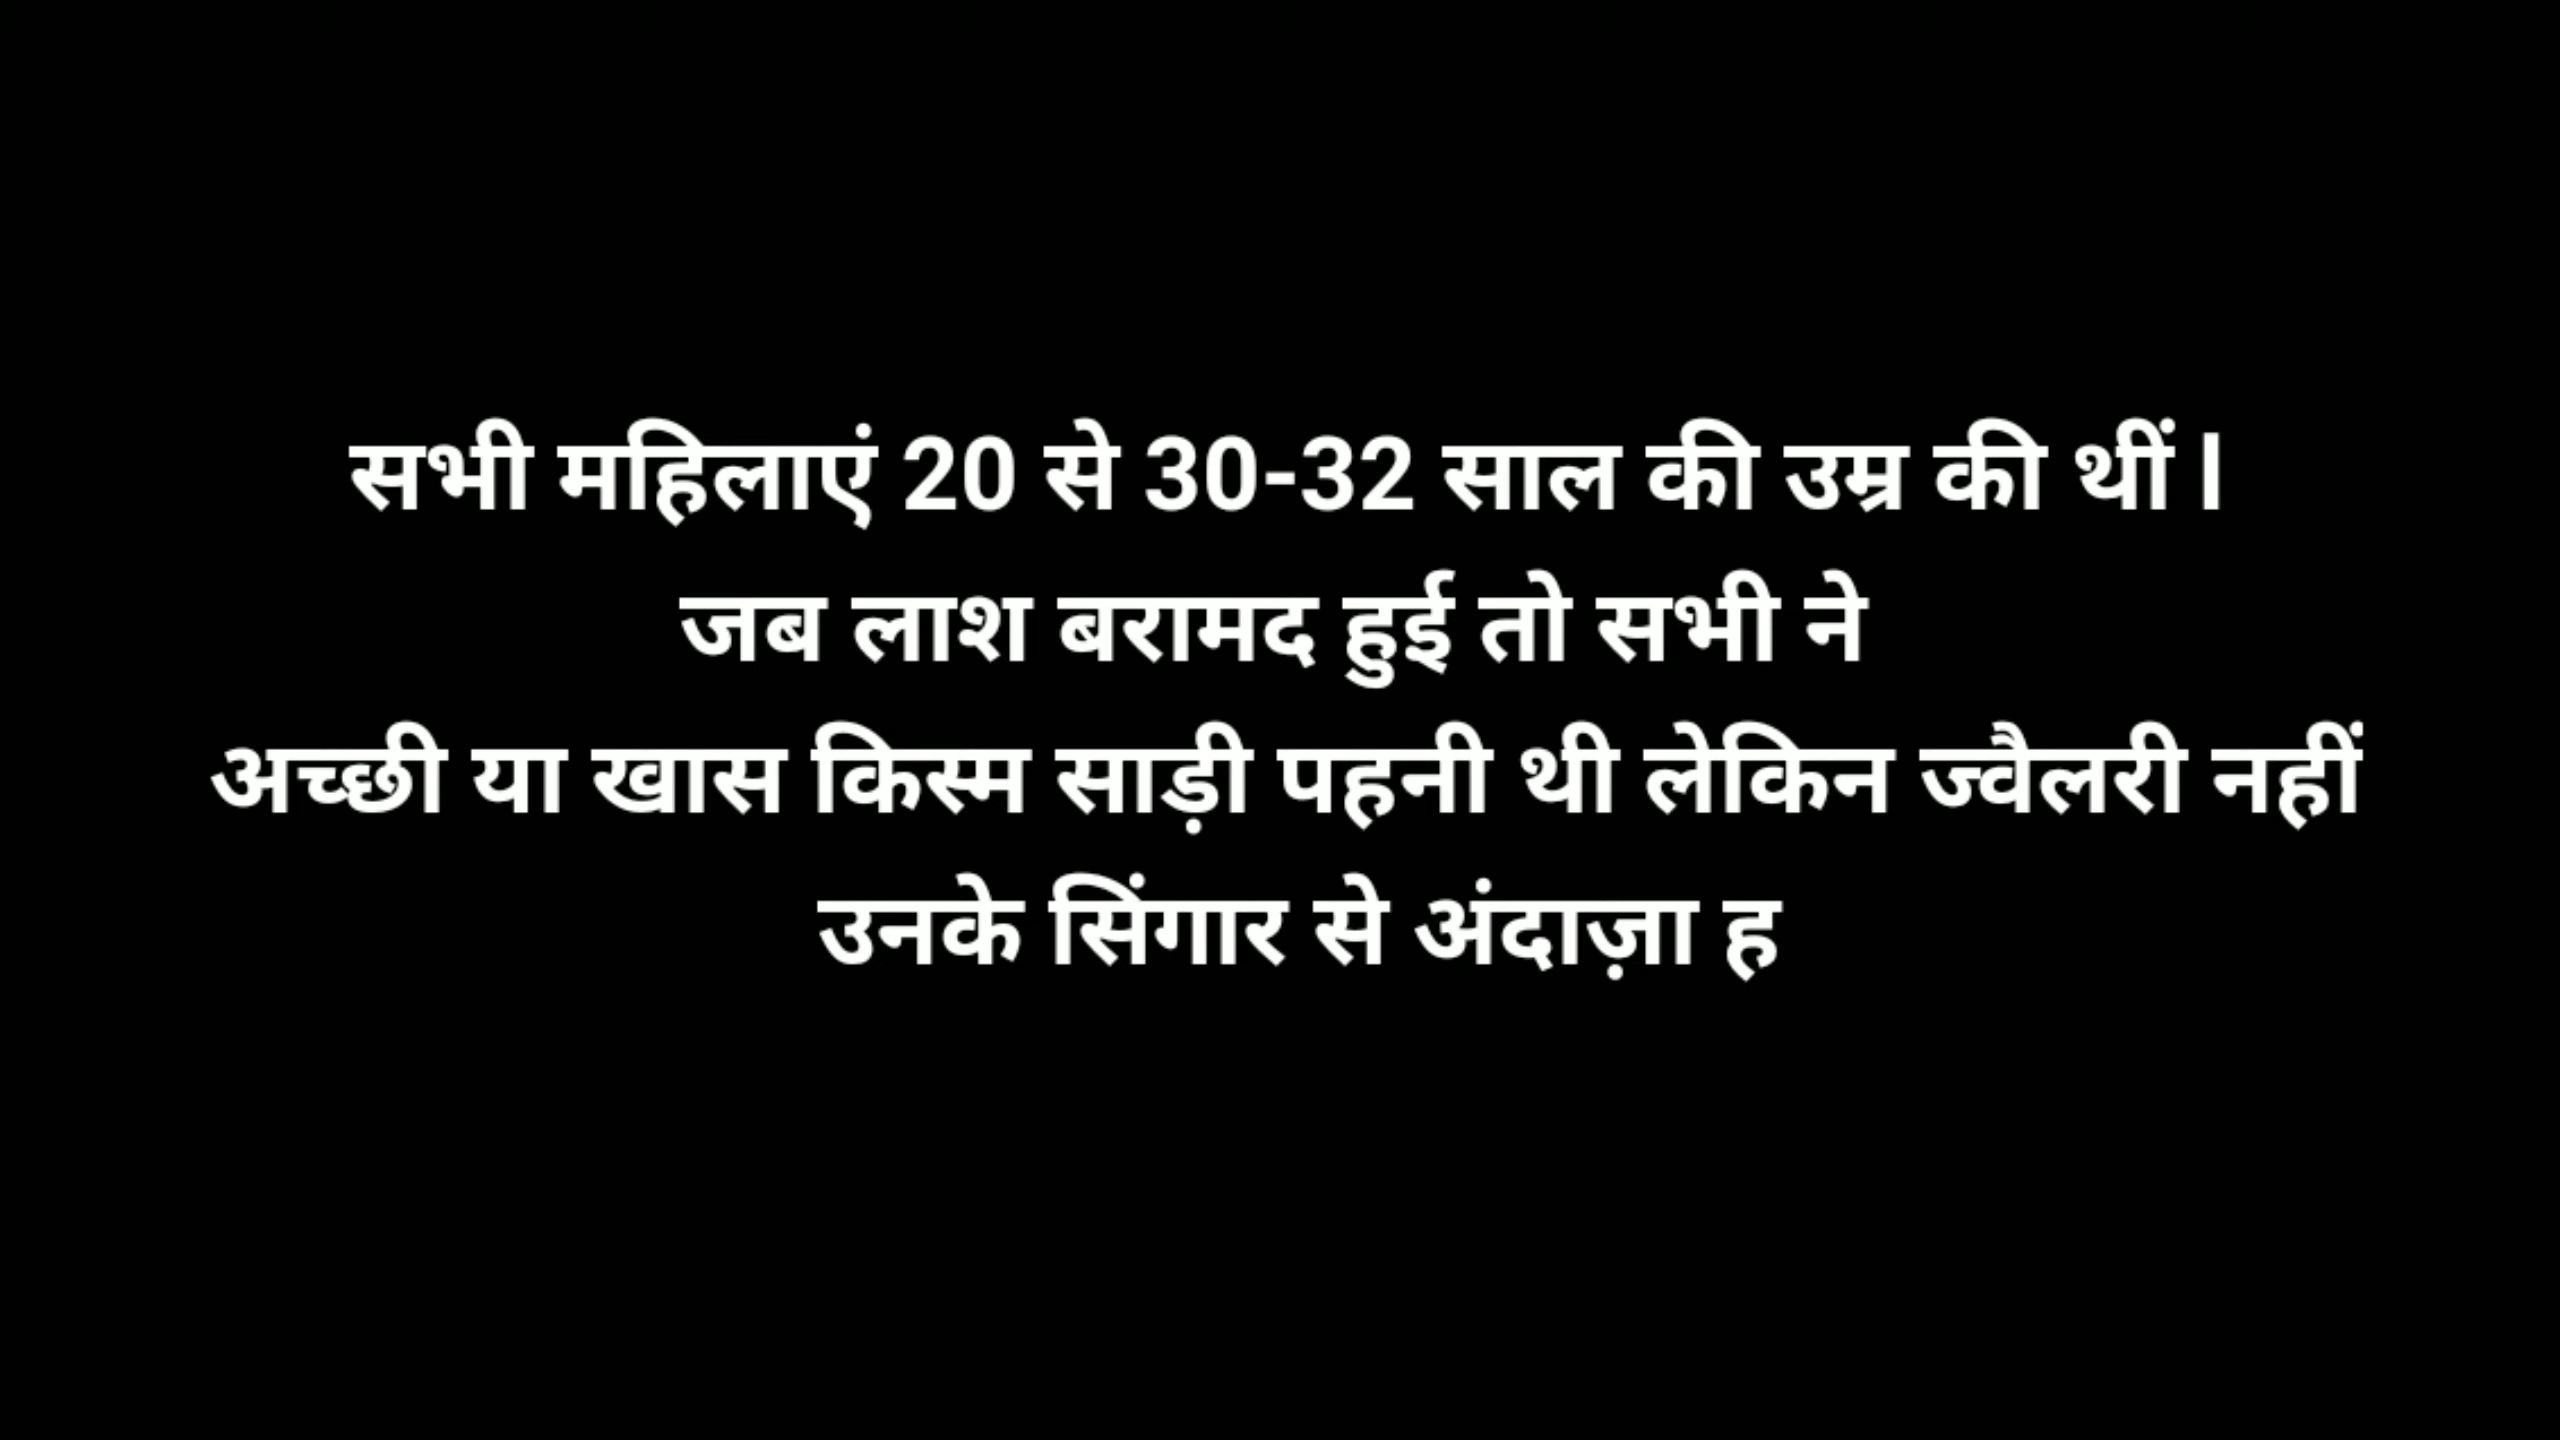 सभी महिलाएं 20 से 30-32 साल की उम्र की थीं।
जब लाश बरामद हुई तो सभी ने
अच्छी या खास किस्म साड़ी पहनी थी लेकिन ज्वैलरी नहीं
उनके सिंगार से अंदाज़ा ह